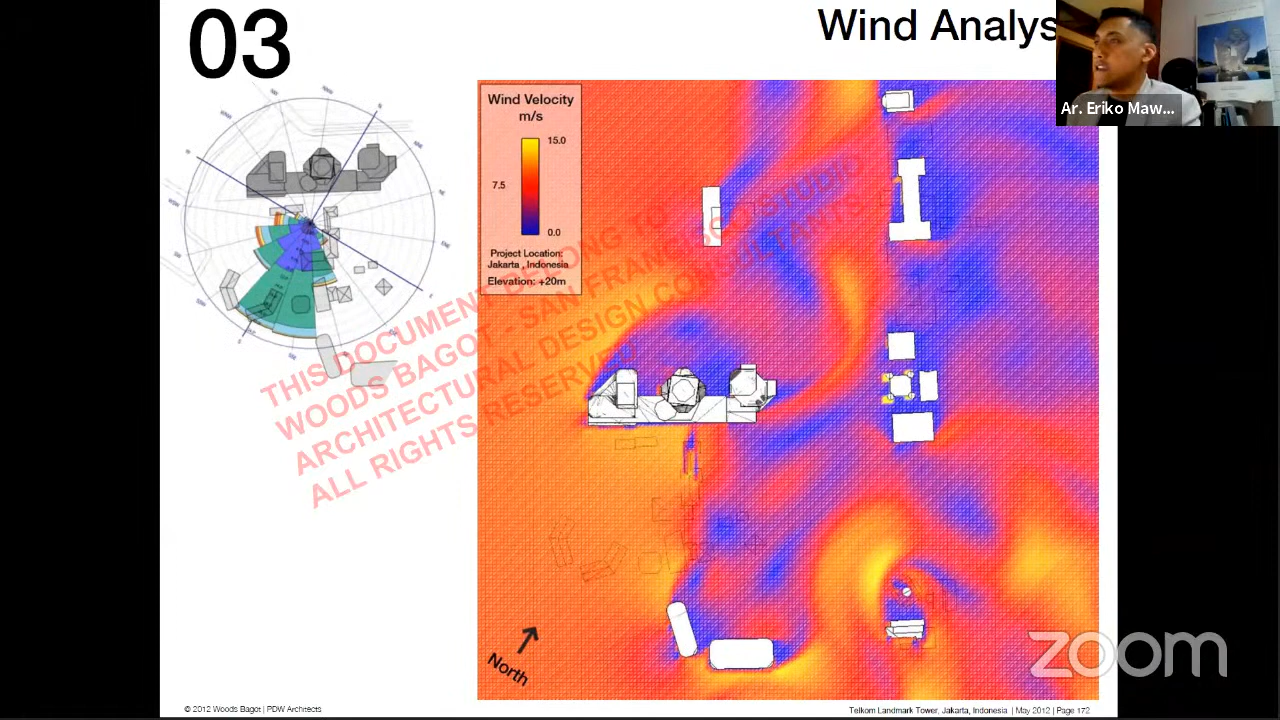 03
Wind Analys
Ar. Eriko Maw...
Wind Velocity
m/s
15.0
7.5
0.0
Project Location:
Jakarta , Indonesia
Elevation: +20m
THIS DOCUMENT BELONG TO
WOODS BAGOT - SAN FRANCISCO STUDIO
ARCHITECTURAL DESIGN CONSULTANTS.
ALL RIGHTS RESERVED
North
zoom
© 2012 Woods Bagot | PDW Architects
Telkom Landmark Tower, Jakarta, Indonesia | May 2012 | Page 172